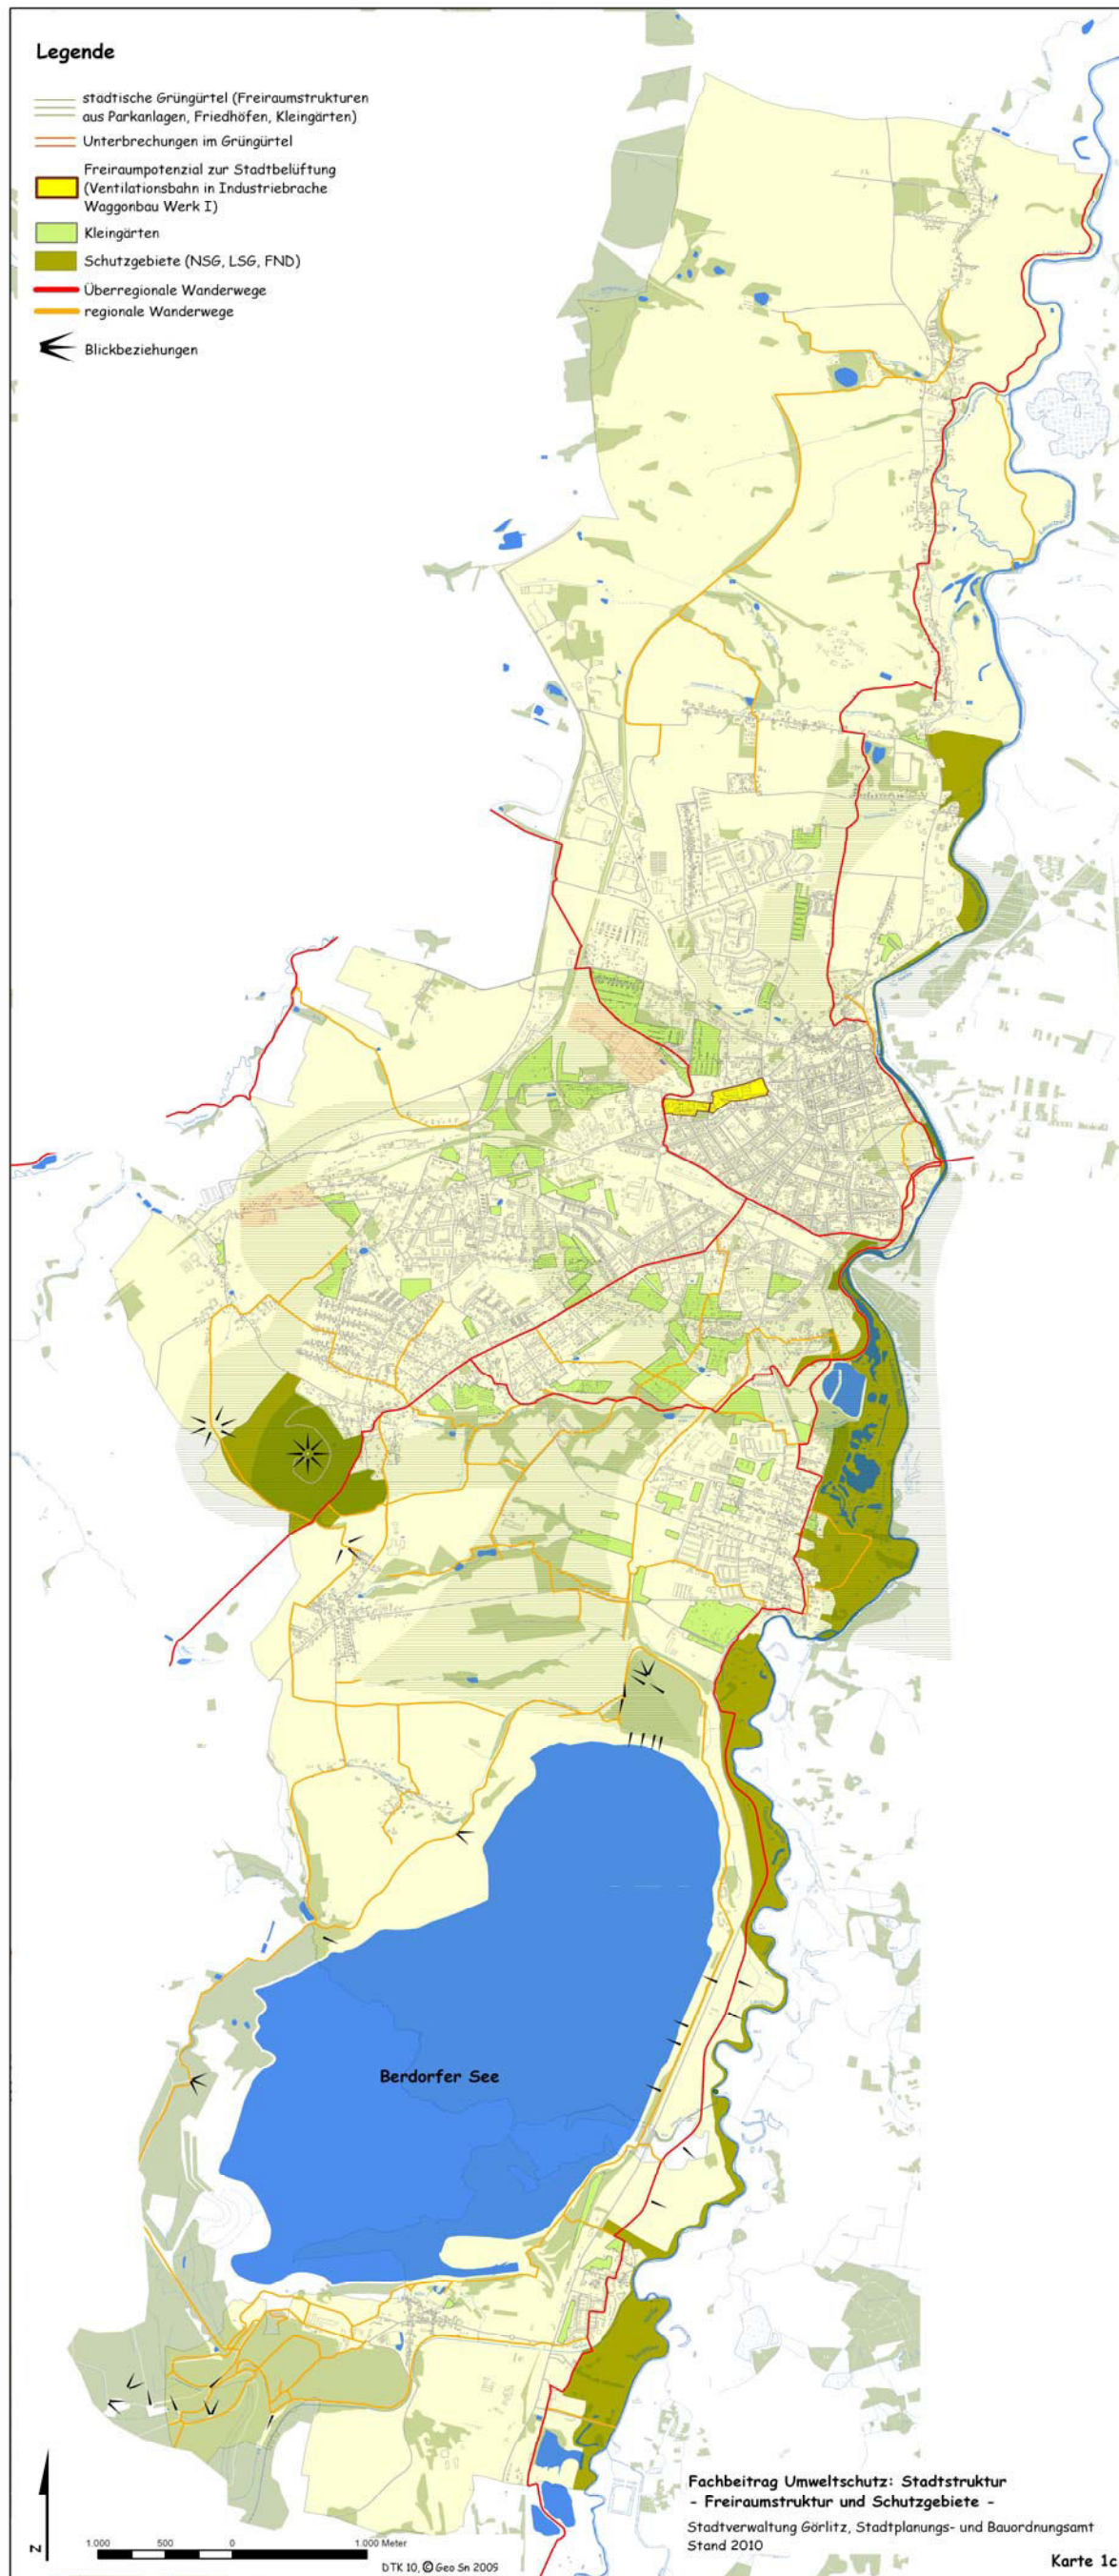 Legende
städtische Grüngürtel (Freiraumstrukturen
aus Parkanlagen, Friedhöfen, Kleingärten)
Unterbrechungen im Grüngürtel
Freiraumpotenzial zur Stadtbelüftung
(Ventilationsbahn in Industriebrache
Waggonbau Werk I)
Kleingärten
Schutzgebiete (NSG, LSG, FND)
Überregionale Wanderwege
regionale Wanderwege
Blickbeziehungen
Berdorfer See
Fachbeitrag Umweltschutz: Stadtstruktur
- Freiraumstruktur und Schutzgebiete -
Stadtverwaltung Görlitz, Stadtplanungs- und Bauordnungsamt
Stand 2010
Karte 1c
N
1.000 500 0 1.000 Meter
DTK 10, © Geo Sn 2009